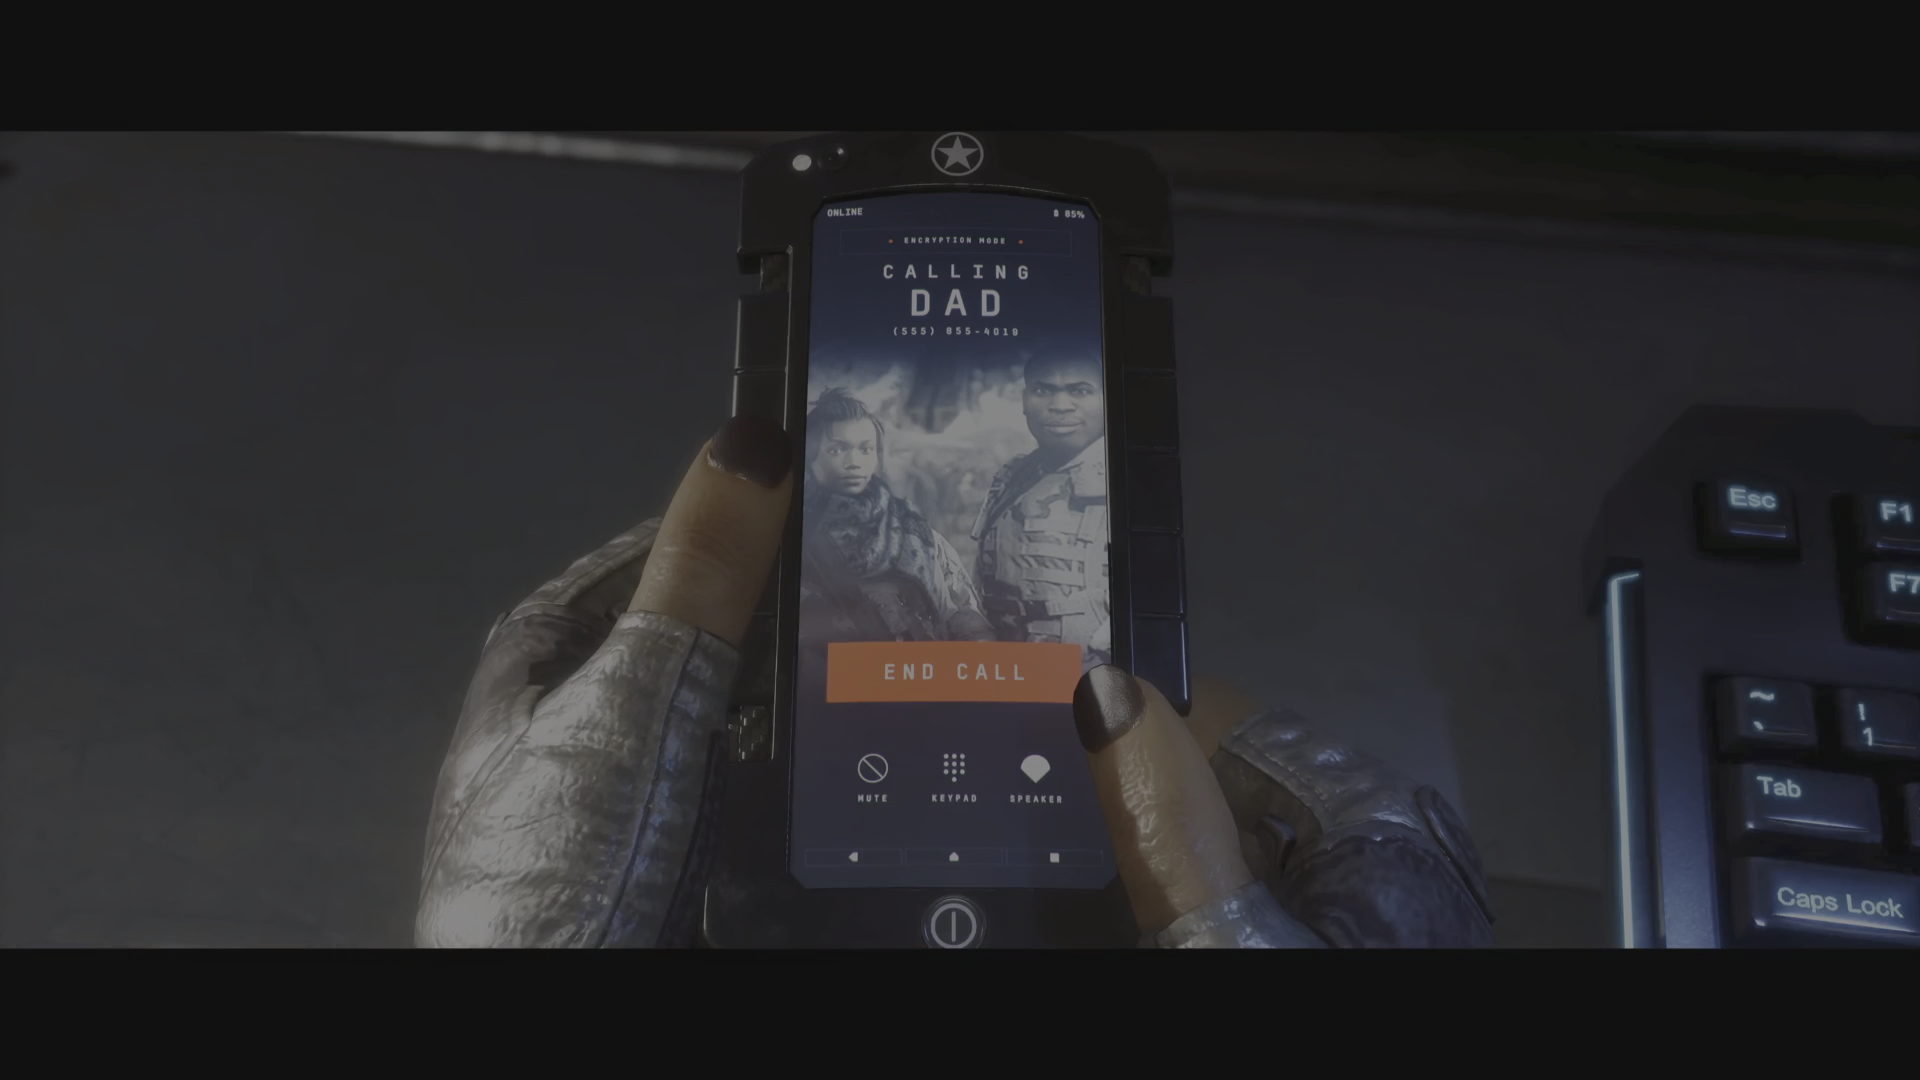 ONLINE
85%
ENCRYPTION MODE
CALLING
DAD
(555) 855-4019
END CALL
MUTE
KEYPAD
SPEAKER
Esc
F1
F7
~
`
!
1
Tab
Caps Lock